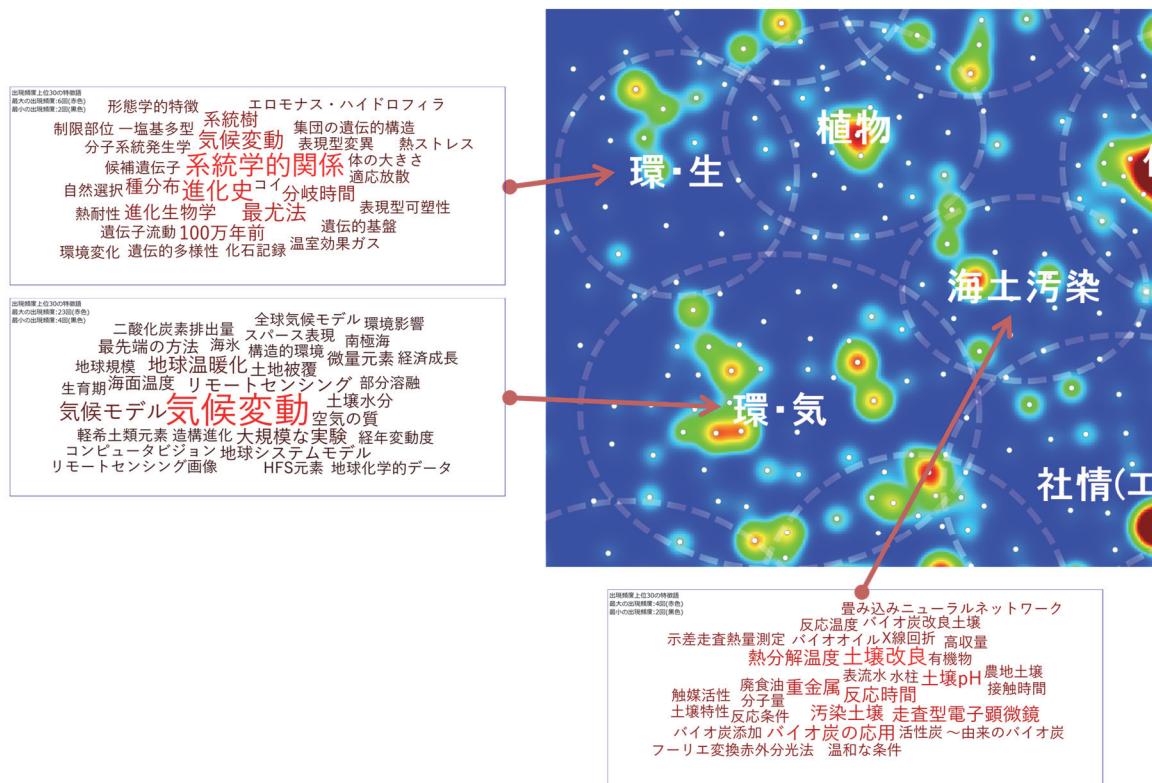 出現頻度上位30の特徴語
最大の出現頻度:6回(赤色)
最小の出現頻度:2回(黒色)
形態学的特徴 エロモナス・ハイドロフィラ
系統樹
制限部位 一塩基多型 気候変動 集団の遺伝的構造
分子系統発生学 表現型変異 熱ストレス
候補遺伝子 系統学的関係 体の大きさ
適応放散
自然選択 種分布 進化史 コイ 分岐時間
熱耐性 進化生物学 最尤法 表現型可塑性
遺伝子流動 100万年前 遺伝的基盤
環境変化 遺伝的多様性 化石記録 温室効果ガス
出現頻度上位30の特徴語
最大の出現頻度:23回(赤色)
最小の出現頻度:4回(黒色)
二酸化炭素排出量 全球気候モデル 環境影響
最先端の方法 海氷 スパース表現 南極海
構造的環境 微量元素 経済成長
地球規模 地球温暖化 土地被覆
生育期 海面温度 リモートセンシング 部分溶融
気候モデル 気候変動 土壌水分
空気の質
軽希土類元素 造構進化 大規模な実験 経年変動度
コンピュータビジョン 地球システムモデル
リモートセンシング画像 HFS元素 地球化学的データ
植物
環・生
海土汚染
環・気
社情(エ
出現頻度上位30の特徴語
最大の出現頻度:4回(赤色)
最小の出現頻度:2回(黒色)
畳み込みニューラルネットワーク
反応温度 バイオ炭改良土壌
示差走査熱量測定 バイオオイル X線回折 高収量
熱分解温度 土壌改良 有機物
表流水 水柱 土壌pH 農地土壌
触媒活性 廃食油 重金属 反応時間 接触時間
分子量
土壌特性 反応条件 汚染土壌 走査型電子顕微鏡
バイオ炭添加 バイオ炭の応用 活性炭 〜由来のバイオ炭
フーリエ変換赤外分光法 温和な条件